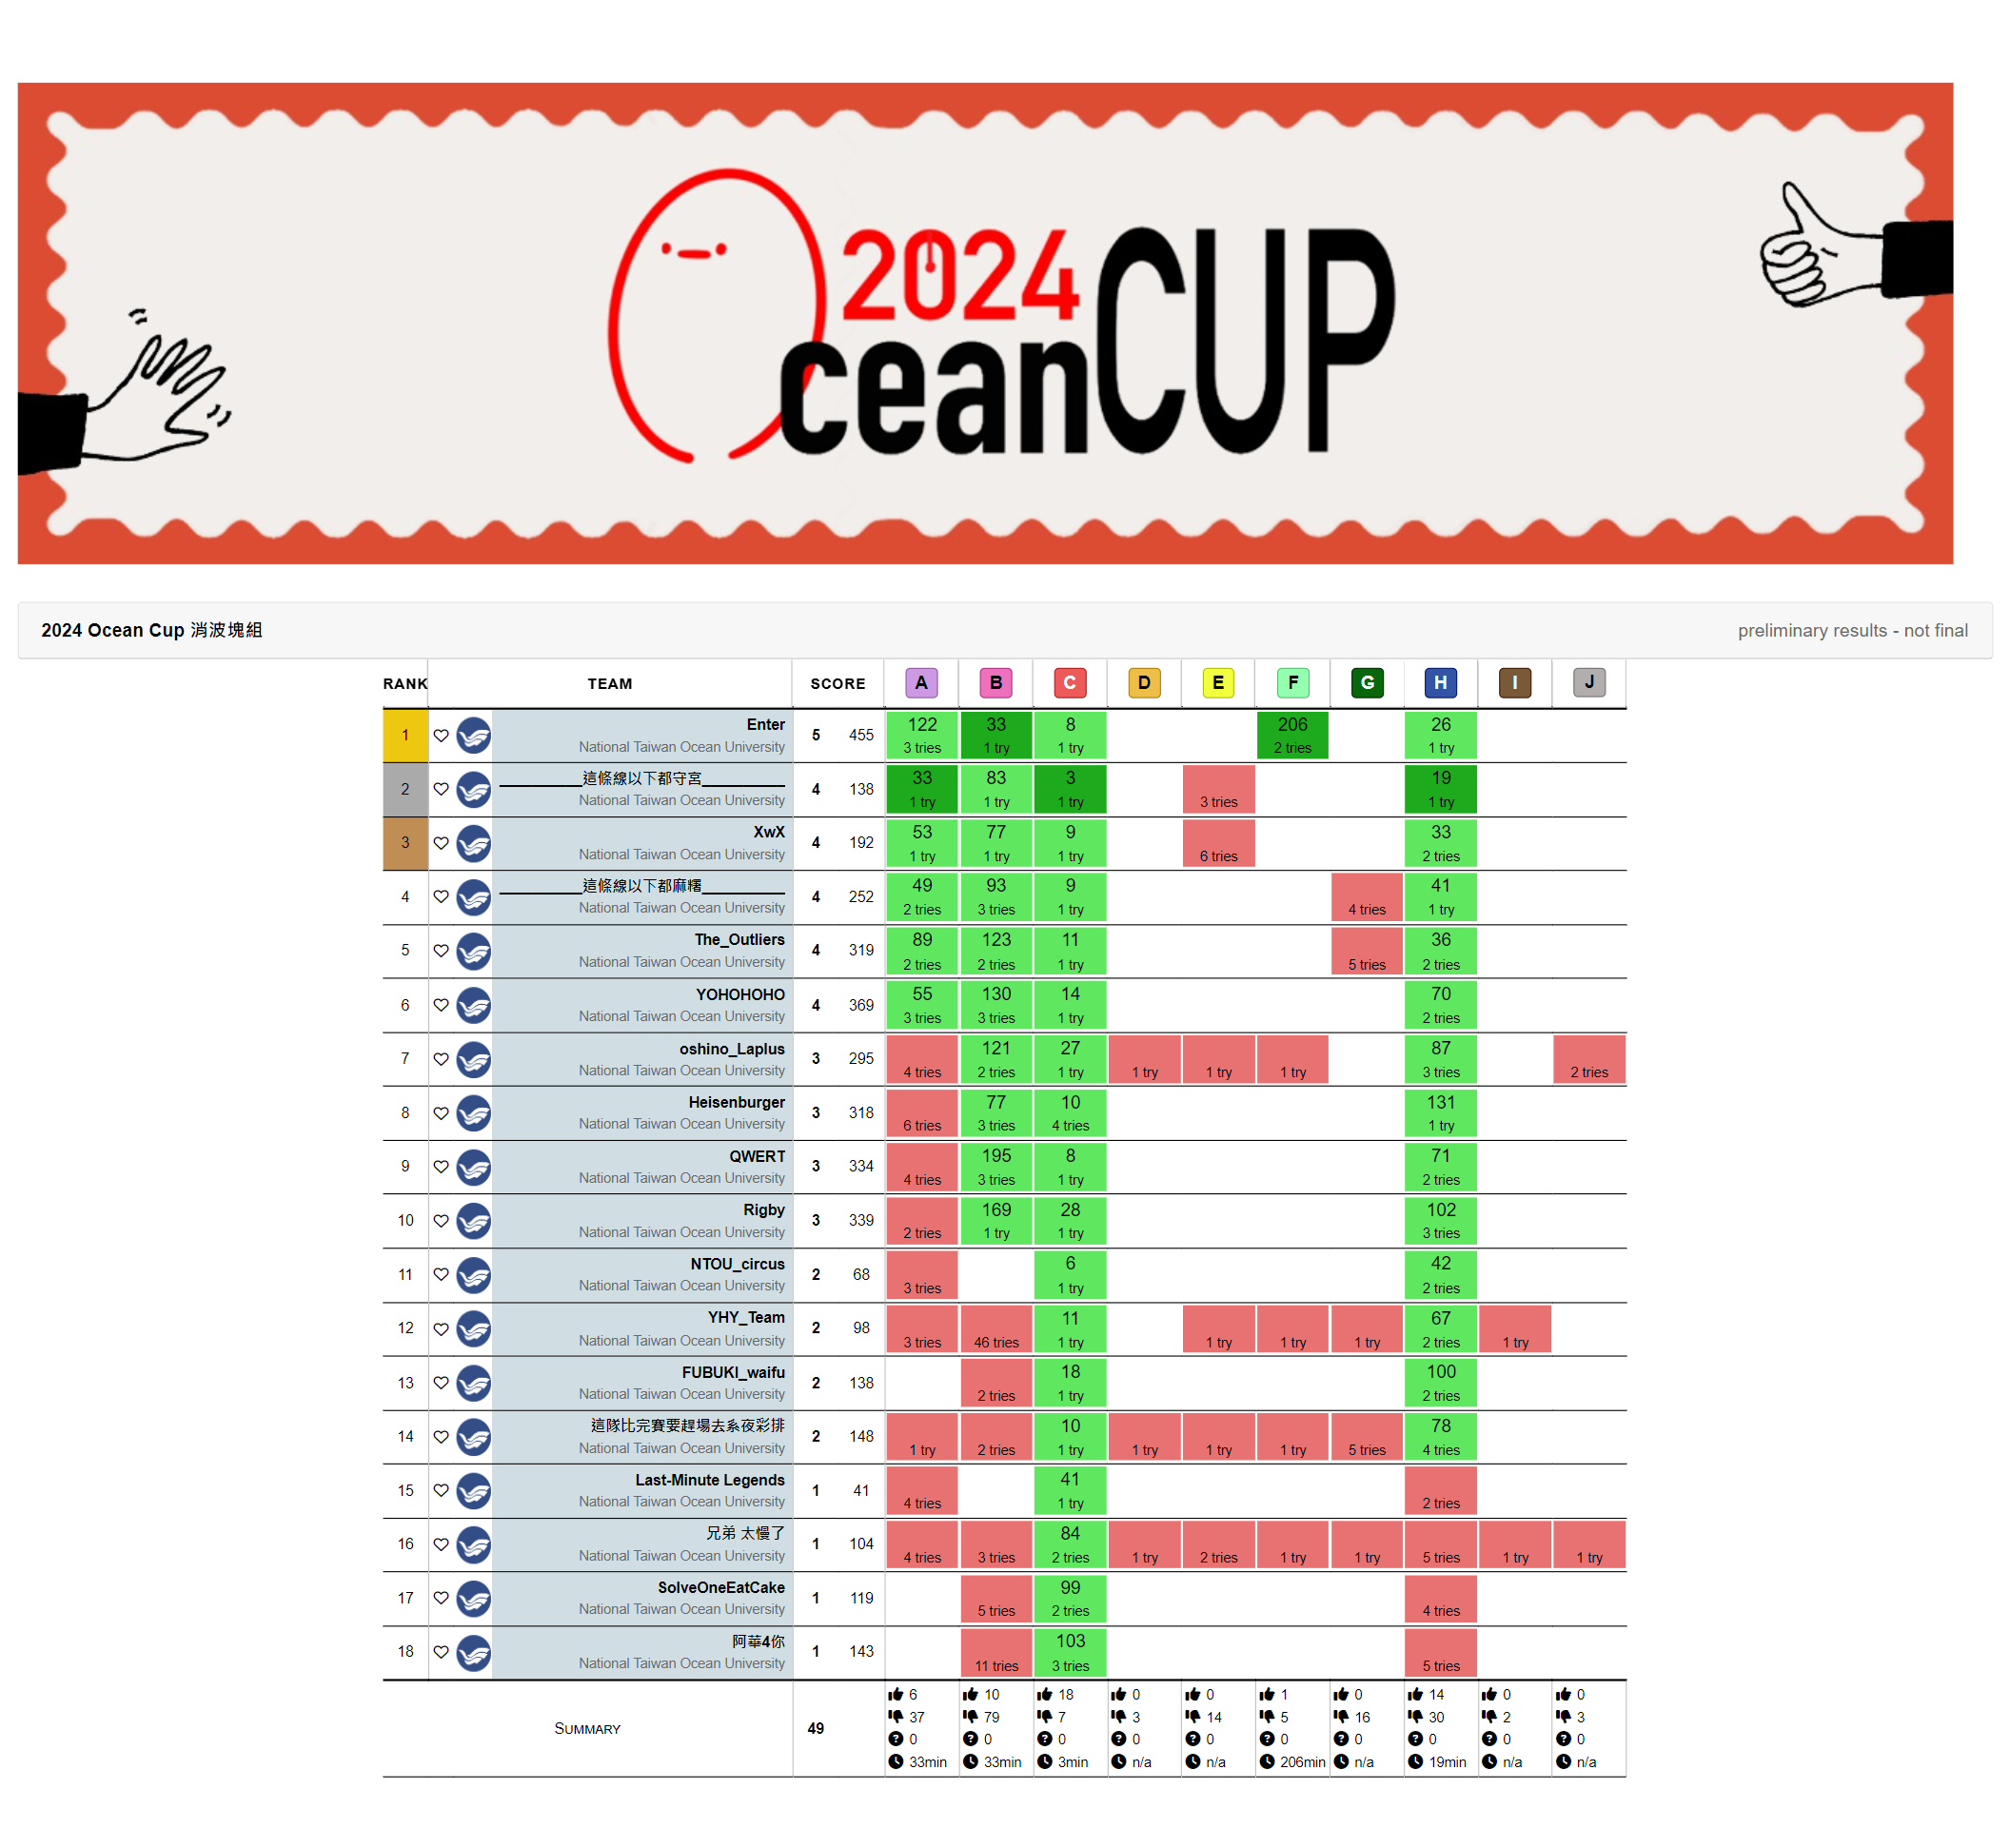 2024
OceanCUP
2024 Ocean Cup 消波塊組
preliminary results - not final
RANK TEAM SCORE A B C D E F G H I J
1 Enter 5 455 122 33 8 206 26
National Taiwan Ocean University 3 tries 1 try 1 try 2 tries 1 try
2 __________這條線以下都守宮__________ 4 138 33 83 3 19
National Taiwan Ocean University 1 try 1 try 1 try 3 tries 1 try
3 XwX 4 192 53 77 9 33
National Taiwan Ocean University 1 try 1 try 1 try 6 tries 2 tries
4 __________這條線以下都麻糬__________ 4 252 49 93 9 41
National Taiwan Ocean University 2 tries 3 tries 1 try 4 tries 1 try
5 The_Outliers 4 319 89 123 11 36
National Taiwan Ocean University 2 tries 2 tries 1 try 5 tries 2 tries
6 YOHOHOHO 4 369 55 130 14 70
National Taiwan Ocean University 3 tries 3 tries 1 try 2 tries
7 oshino_Laplus 3 295 121 27 87
National Taiwan Ocean University 4 tries 2 tries 1 try 1 try 1 try 1 try 3 tries 2 tries
8 Heisenburger 3 318 77 10 131
National Taiwan Ocean University 6 tries 3 tries 4 tries 1 try
9 QWERT 3 334 195 8 71
National Taiwan Ocean University 4 tries 3 tries 1 try 2 tries
10 Rigby 3 339 169 28 102
National Taiwan Ocean University 2 tries 1 try 1 try 3 tries
11 NTOU_circus 2 68 6 42
National Taiwan Ocean University 3 tries 1 try 2 tries
12 YHY_Team 2 98 11 67
National Taiwan Ocean University 3 tries 46 tries 1 try 1 try 1 try 1 try 2 tries 1 try
13 FUBUKI_waifu 2 138 18 100
National Taiwan Ocean University 2 tries 1 try 2 tries
14 這隊比完賽要趕場去系夜彩排 2 148 10 78
National Taiwan Ocean University 1 try 2 tries 1 try 1 try 1 try 1 try 5 tries 4 tries
15 Last-Minute Legends 1 41 41
National Taiwan Ocean University 4 tries 1 try 2 tries
16 兄弟 太慢了 1 104 84
National Taiwan Ocean University 4 tries 3 tries 2 tries 1 try 2 tries 1 try 1 try 5 tries 1 try 1 try
17 SolveOneEatCake 1 119 99
National Taiwan Ocean University 5 tries 2 tries 4 tries
18 阿華4你 1 143 103
National Taiwan Ocean University 11 tries 3 tries 5 tries
SUMMARY 49
6 10 18 0 0 1 0 14 0 0
37 79 7 3 14 5 16 30 2 3
0 0 0 0 0 0 0 0 0 0
33min 33min 3min n/a n/a 206min n/a 19min n/a n/a